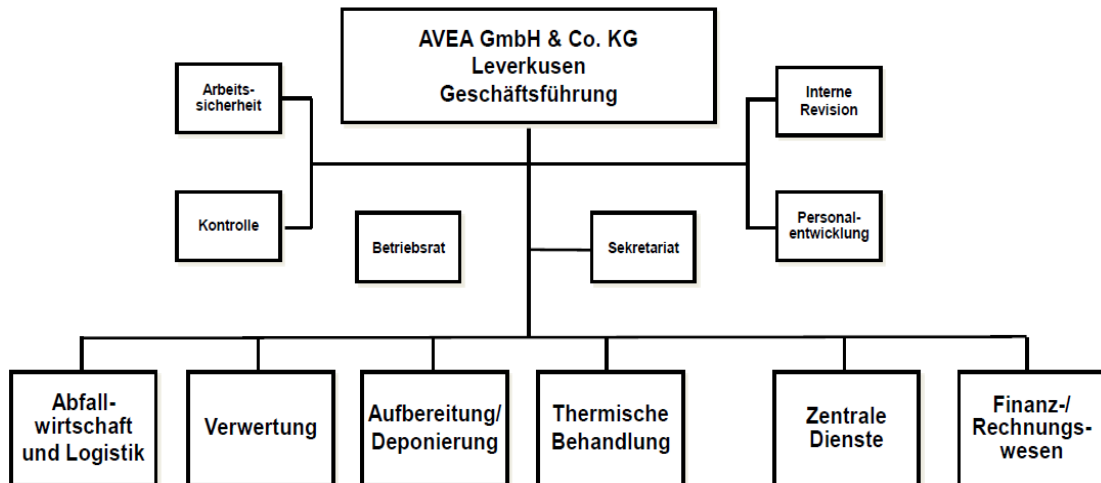 AVEA GmbH & Co. KG
Leverkusen
Geschäftsführung
Arbeits-
sicherheit
Interne
Revision
Kontrolle
Betriebsrat
Sekretariat
Personal-
entwicklung
Abfall-
wirtschaft
und Logistik
Verwertung
Aufbereitung/
Deponierung
Thermische
Behandlung
Zentrale
Dienste
Finanz-/
Rechnungs-
wesen